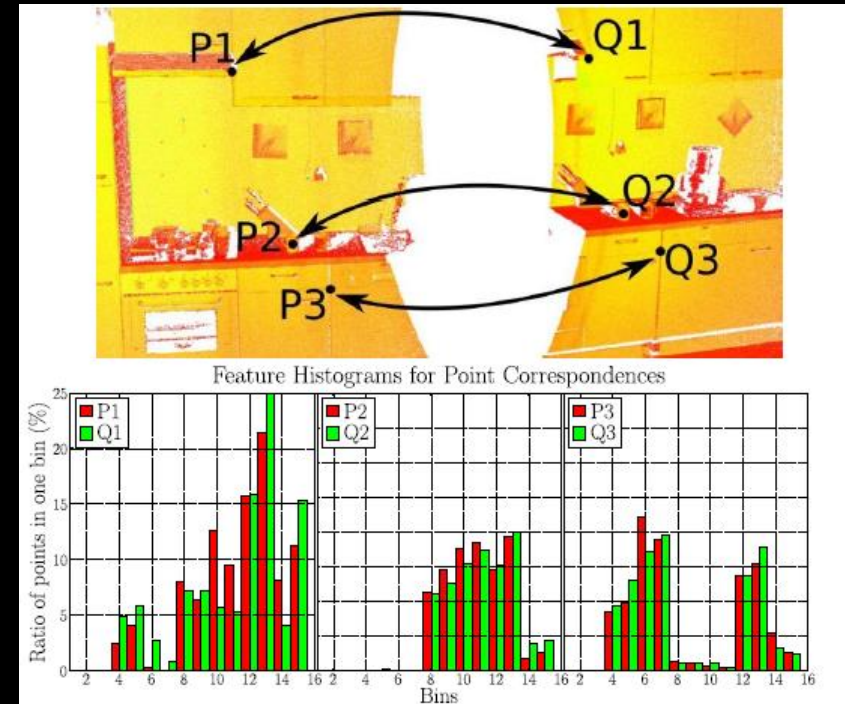 P1 Q1
P2 Q2
P3 Q3
Feature Histograms for Point Correspondences
Ratio of points in one bin (%)
25
20
15
10
5
0
P1
Q1
P2
Q2
P3
Q3
2 4 6 8 10 12 14 16 2 4 6 8 10 12 14 16 2 4 6 8 10 12 14 16
Bins